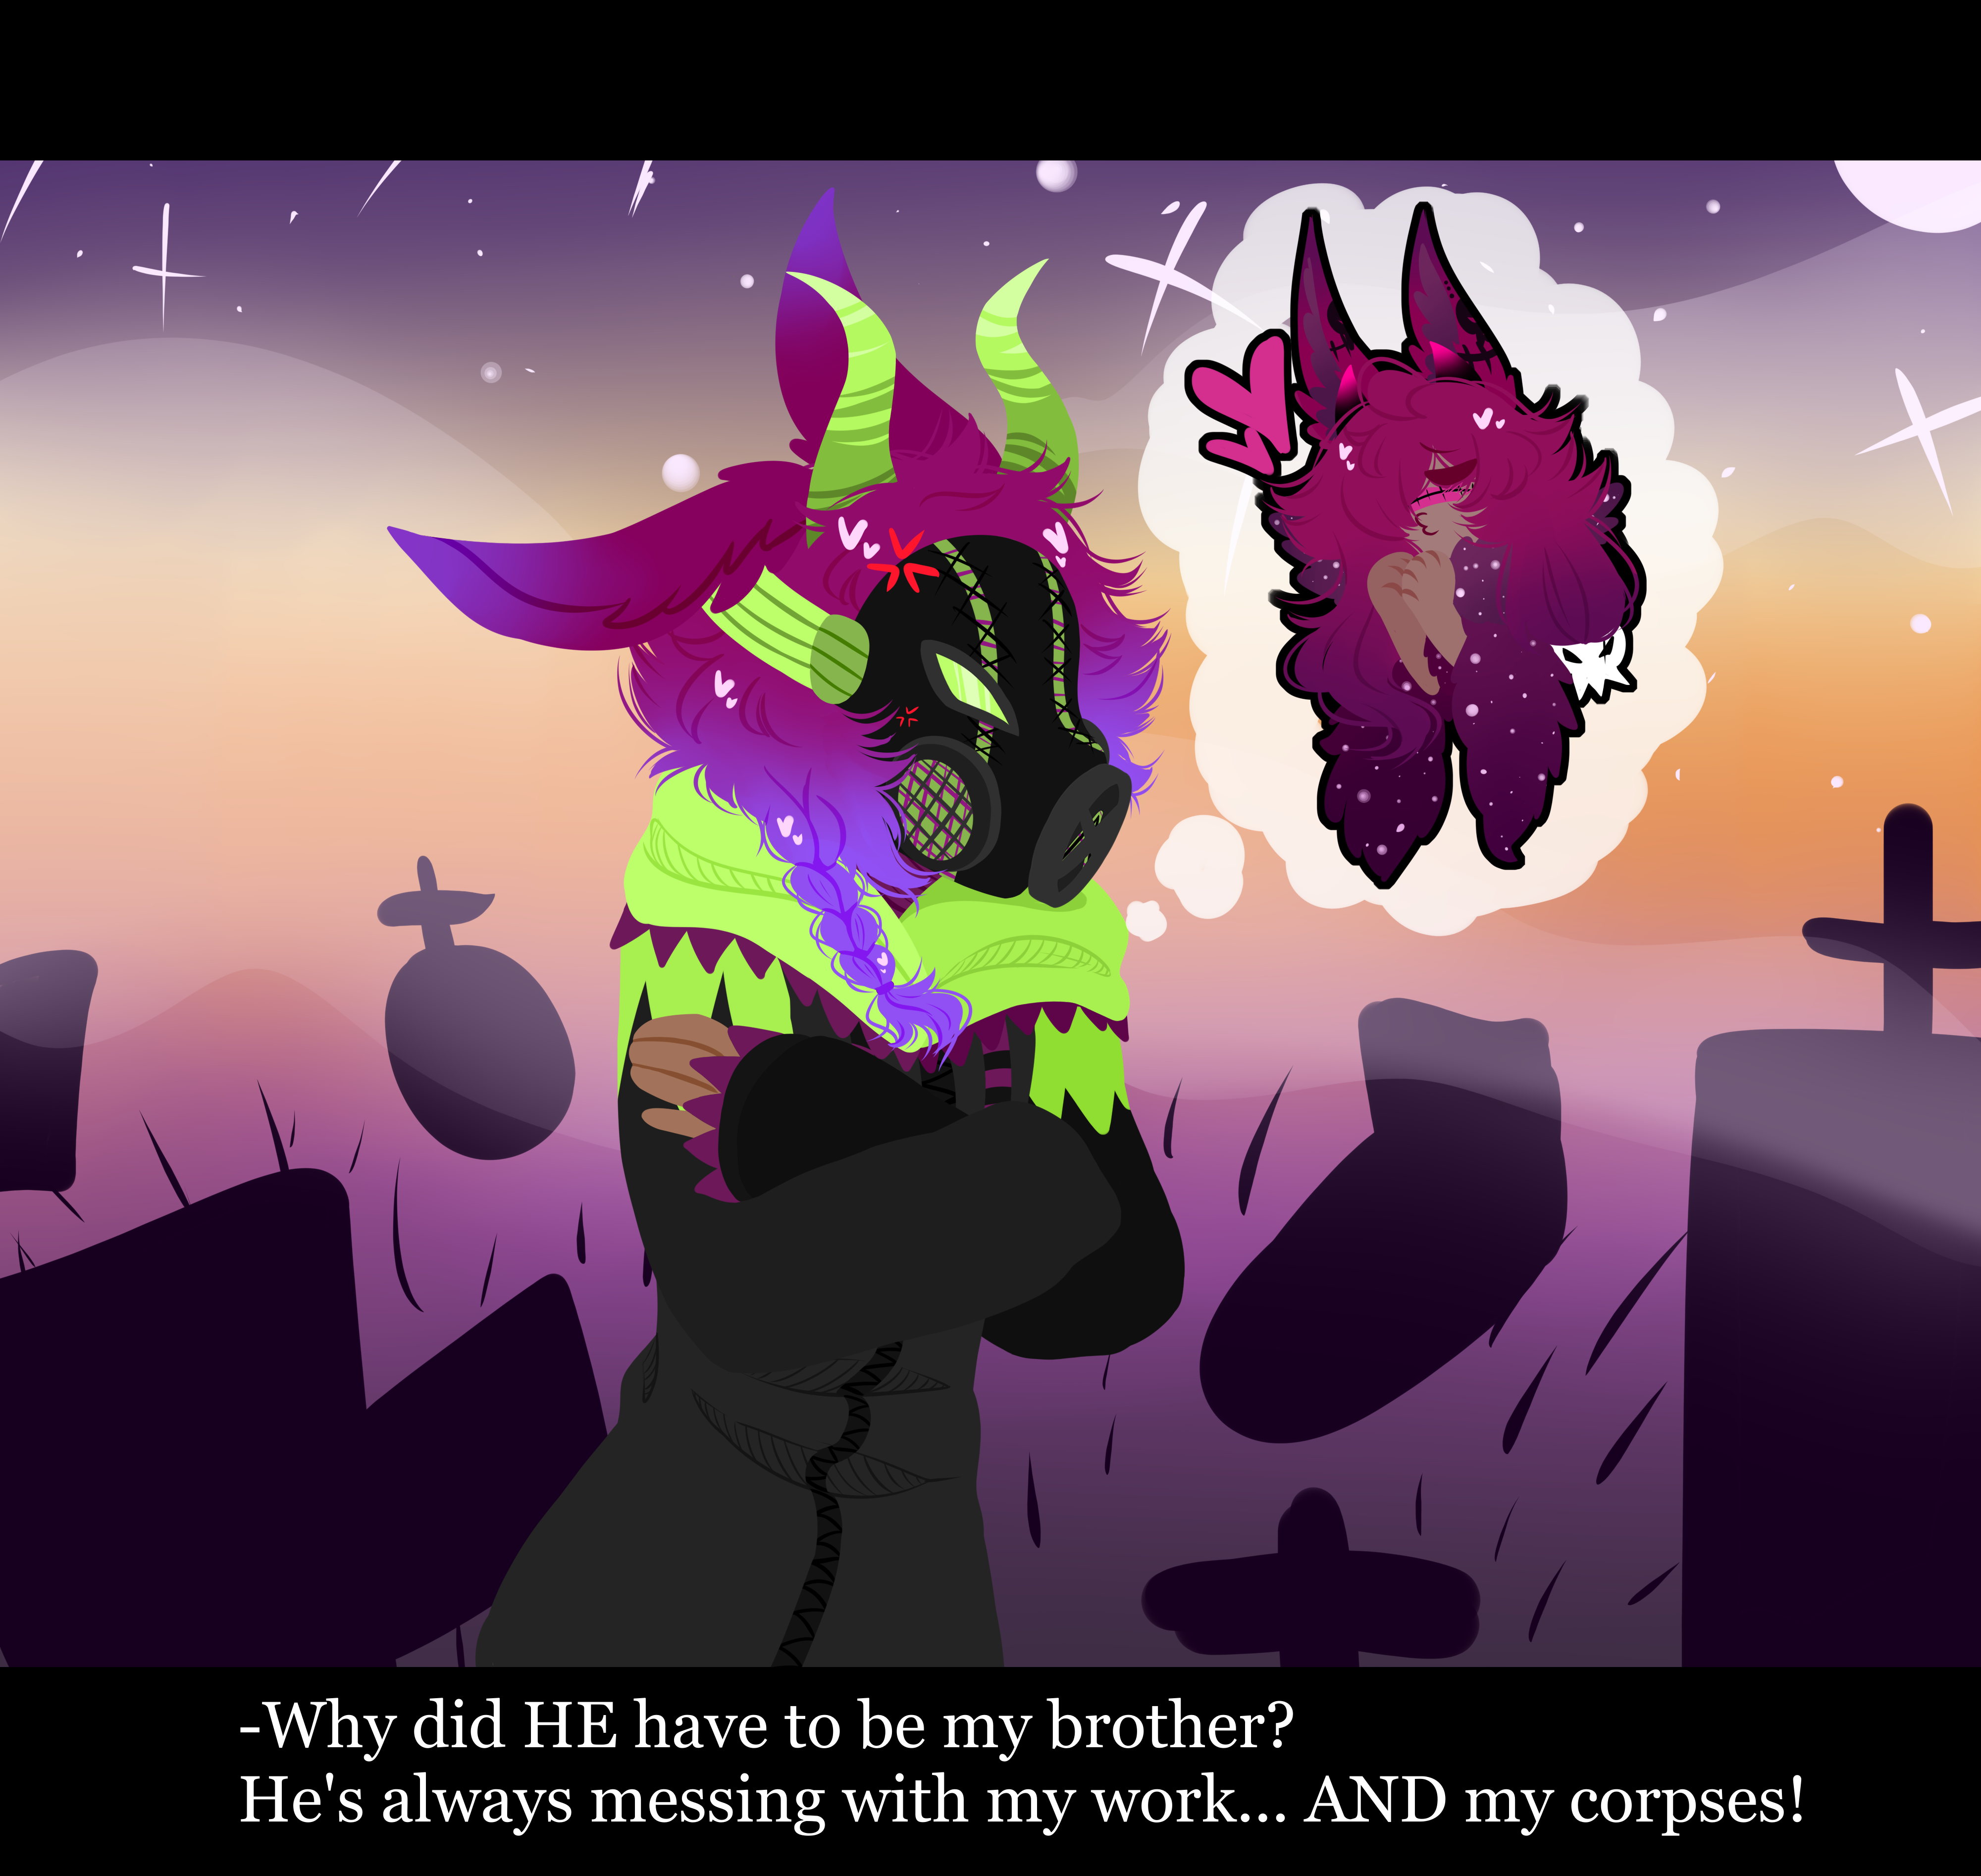 -Why did HE have to be my brother?
He's always messing with my work... AND my corpses!